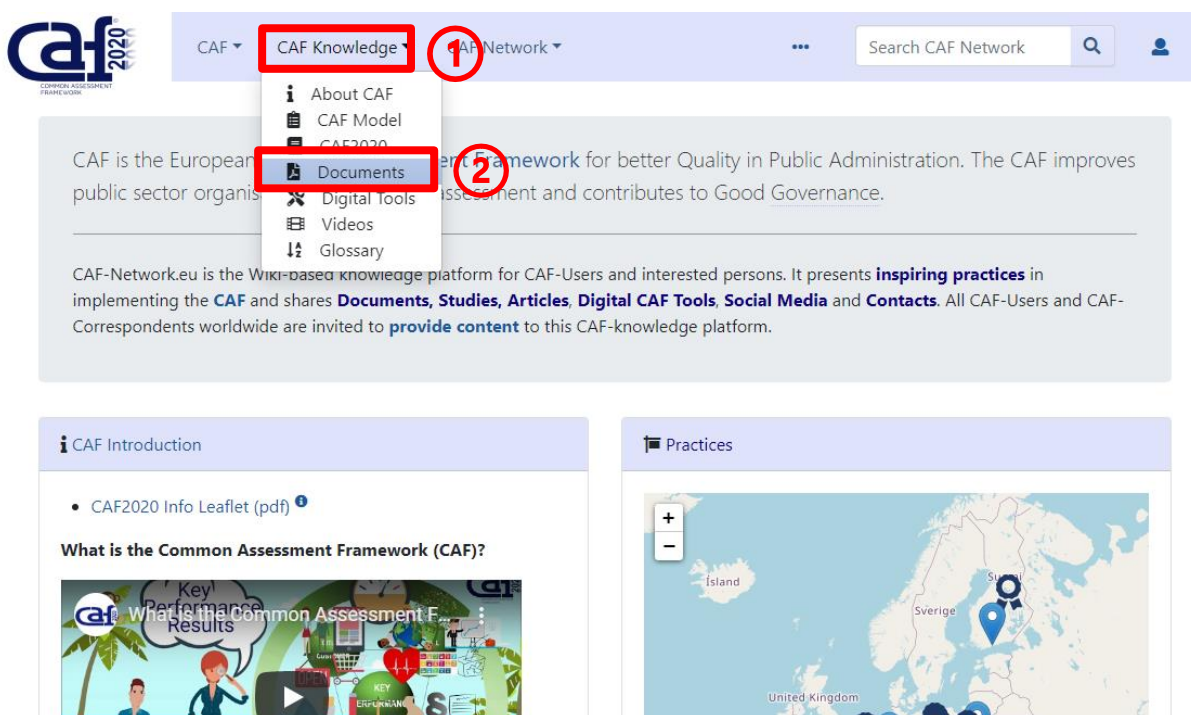 caf 2020
COMMON ASSESSMENT
FRAMEWORK
CAF
CAF Knowledge
1
CAF Network
Search CAF Network
About CAF
CAF Model
CAF2020
Documents
2
Digital Tools
Videos
Glossary
CAF is the European ent Framework for better Quality in Public Administration. The CAF improves
public sector organis assessment and contributes to Good Governance.
CAF-Network.eu is the Wiki-based knowledge platform for CAF-Users and interested persons. It presents inspiring practices in
implementing the CAF and shares Documents, Studies, Articles, Digital CAF Tools, Social Media and Contacts. All CAF-Users and CAF-
Correspondents worldwide are invited to provide content to this CAF-knowledge platform.
CAF Introduction
CAF2020 Info Leaflet (pdf)
What is the Common Assessment Framework (CAF)?
Key
Performance
Results
caf What is the Common Assessment F...
OPEN
KEY
Practices
+
−
Ísland
Suomi
Sverige
United Kingdom